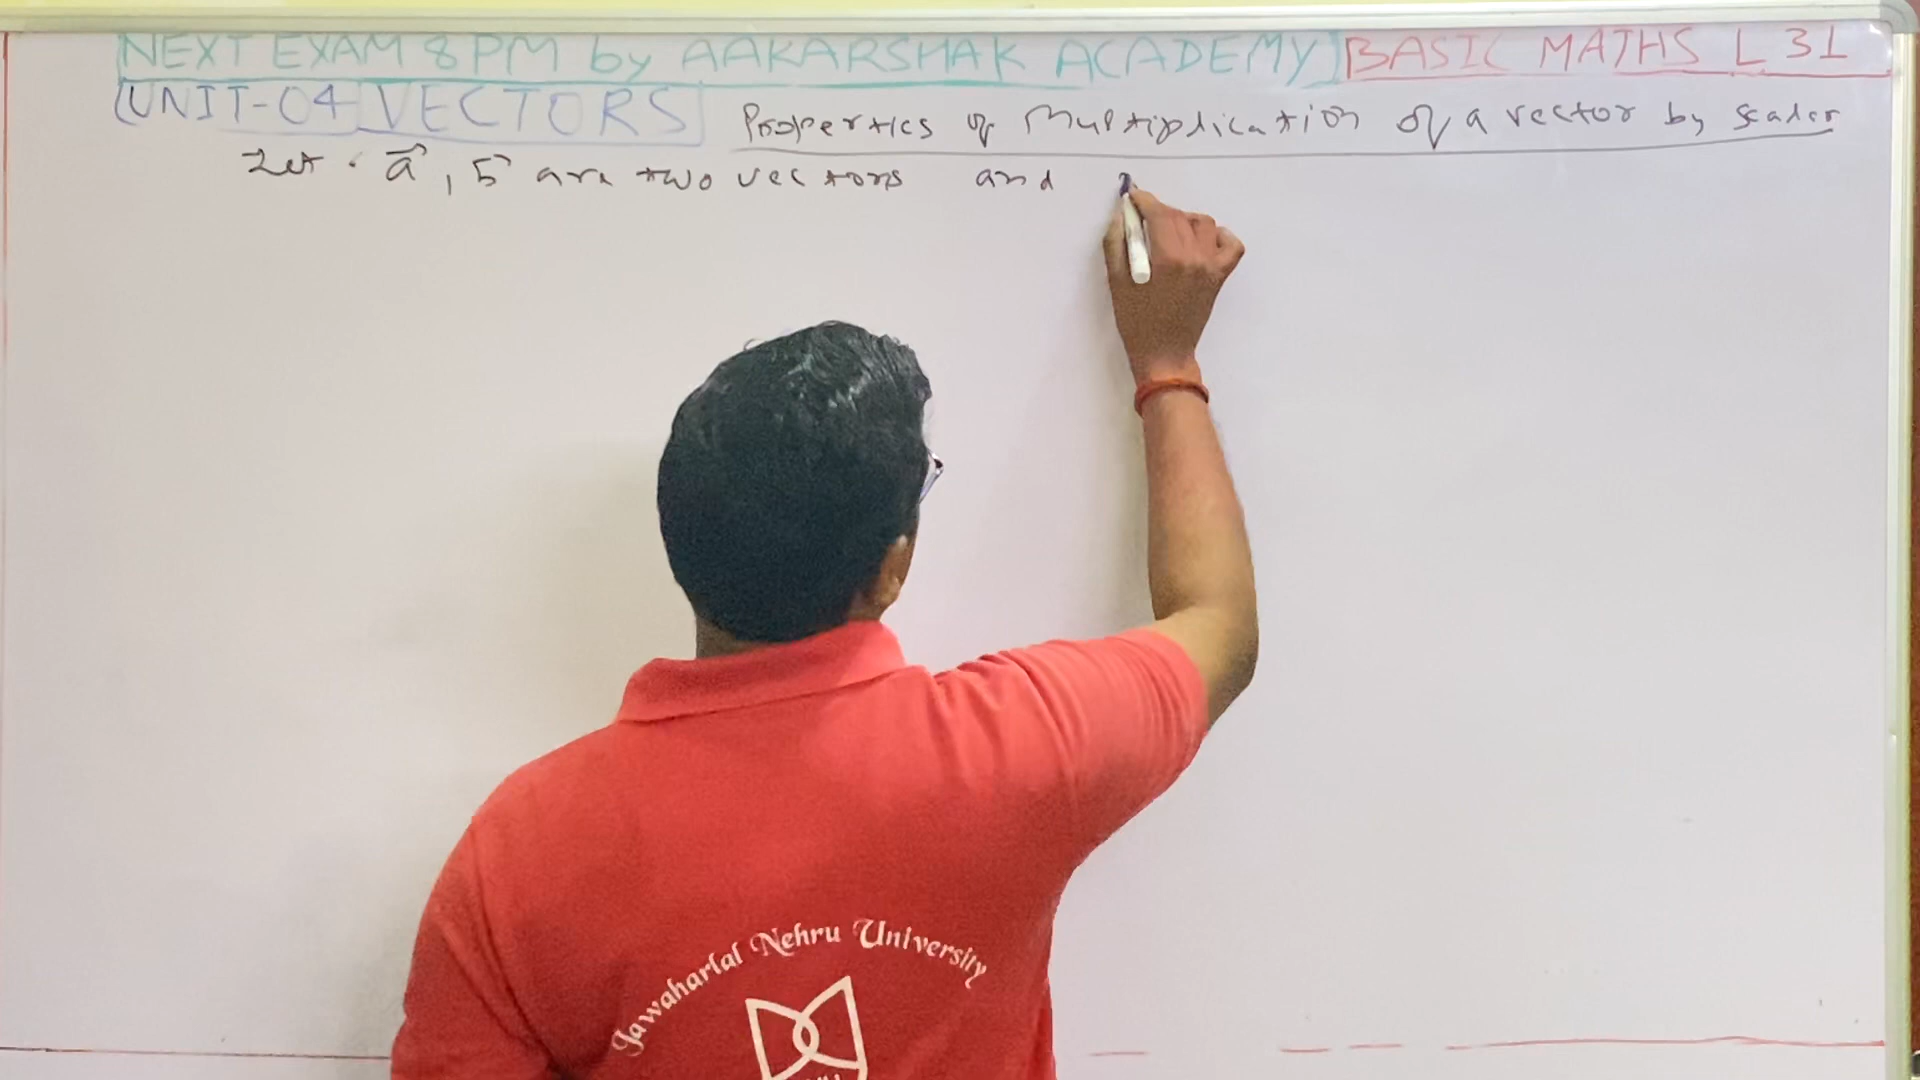 NEXT EXAM 8PM by AAKARSHAK ACADEMY BASIC MATHS L 31
UNIT-04 VECTORS Properties of Multiplication of a vector by scalar
Let a⃗, b⃗ are two vectors and
Jawaharlal Nehru University